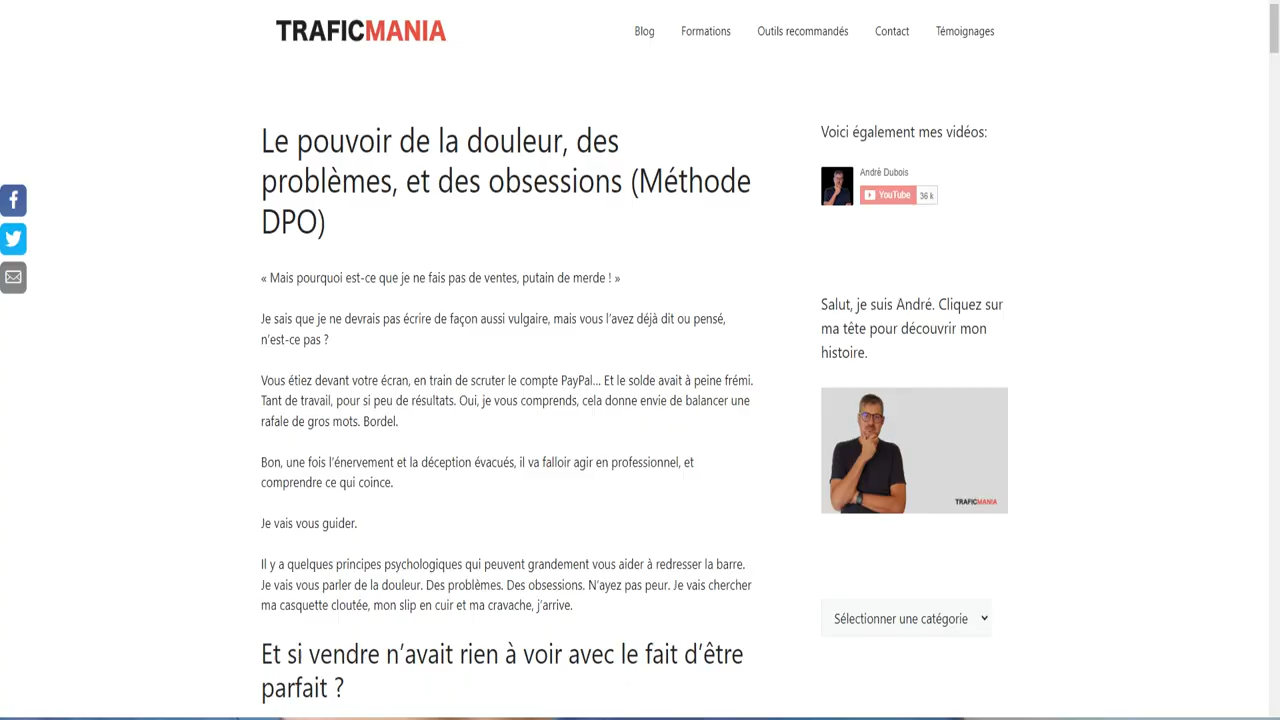 TRAFICMANIA
Blog
Formations
Outils recommandés
Contact
Témoignages
Le pouvoir de la douleur, des
problèmes, et des obsessions (Méthode
DPO)
« Mais pourquoi est-ce que je ne fais pas de ventes, putain de merde ! »
Je sais que je ne devrais pas écrire de façon aussi vulgaire, mais vous l’avez déjà dit ou pensé,
n’est-ce pas ?
Vous étiez devant votre écran, en train de scruter le compte PayPal… Et le solde avait à peine frémi.
Tant de travail, pour si peu de résultats. Oui, je vous comprends, cela donne envie de balancer une
rafale de gros mots. Bordel.
Bon, une fois l’énervement et la déception évacués, il va falloir agir en professionnel, et
comprendre ce qui coince.
Je vais vous guider.
Il y a quelques principes psychologiques qui peuvent grandement vous aider à redresser la barre.
Je vais vous parler de la douleur. Des problèmes. Des obsessions. N’ayez pas peur. Je vais chercher
ma casquette cloutée, mon slip en cuir et ma cravache, j’arrive.
Et si vendre n’avait rien à voir avec le fait d’être
parfait ?
Voici également mes vidéos:
Andrè Dubois
YouTube
36 k
Salut, je suis André. Cliquez sur
ma tête pour découvrir mon
histoire.
TRAFICMANIA
Sélectionner une catégorie